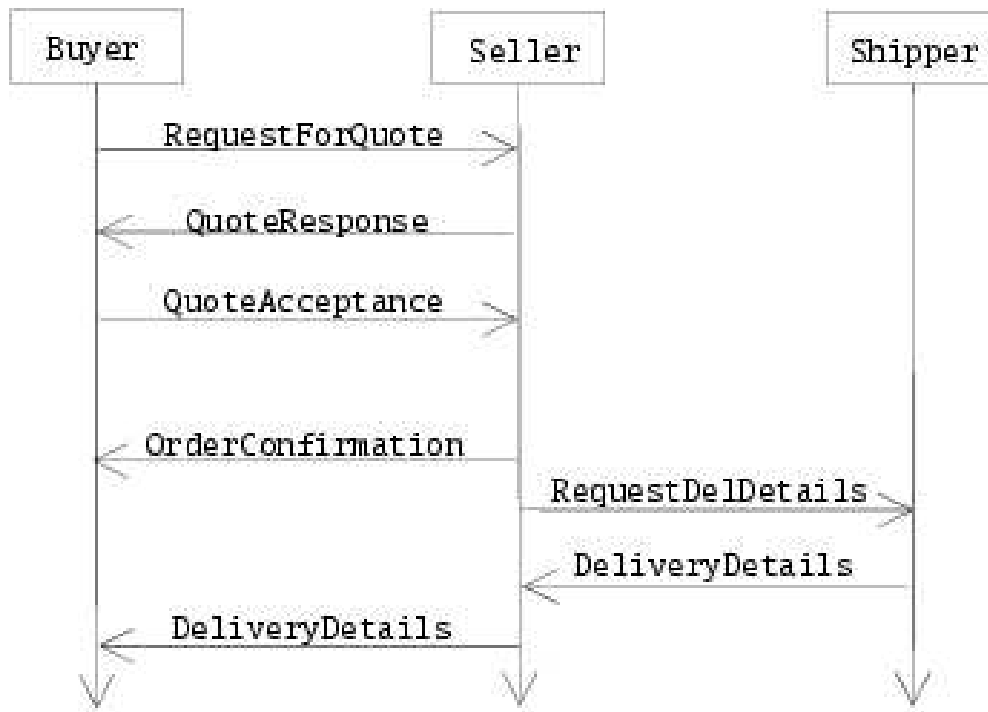 Buyer
Seller
Shipper
RequestForQuote
QuoteResponse
QuoteAcceptance
OrderConfirmation
RequestDelDetails
DeliveryDetails
DeliveryDetails